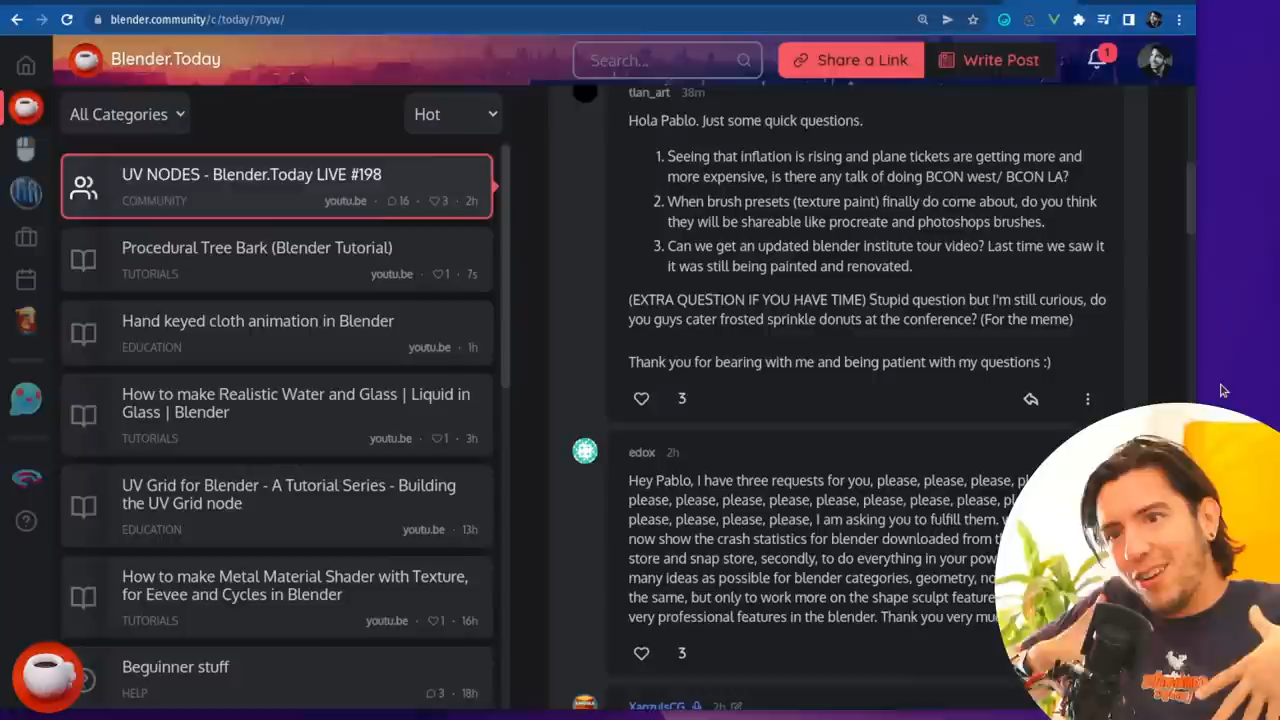 blender.community/c/today/7Dyw/
Blender.Today
Search...
Share a Link
Write Post
1
All Categories
Hot
UV NODES - Blender.Today LIVE #198
COMMUNITY
youtu.be · 16 · 3 · 2h
Procedural Tree Bark (Blender Tutorial)
TUTORIALS
youtu.be · 1 · 7s
Hand keyed cloth animation in Blender
EDUCATION
youtu.be · 1h
How to make Realistic Water and Glass | Liquid in
Glass | Blender
TUTORIALS
youtu.be · 1 · 3h
UV Grid for Blender - A Tutorial Series - Building
the UV Grid node
EDUCATION
youtu.be · 13h
How to make Metal Material Shader with Texture,
for Eevee and Cycles in Blender
TUTORIALS
youtu.be · 1 · 16h
Beguinner stuff
HELP
3 · 18h
tlan_art 38m
Hola Pablo. Just some quick questions.
1. Seeing that inflation is rising and plane tickets are getting more and
more expensive, is there any talk of doing BCON west/ BCON LA?
2. When brush presets (texture paint) finally do come about, do you think
they will be shareable like procreate and photoshops brushes.
3. Can we get an updated blender institute tour video? Last time we saw it
it was still being painted and renovated.
(EXTRA QUESTION IF YOU HAVE TIME) Stupid question but I'm still curious, do
you guys cater frosted sprinkle donuts at the conference? (For the meme)
Thank you for bearing with me and being patient with my questions :)
3
edox 2h
Hey Pablo, I have three requests for you, please, please, please,
please, please, please, please, please, please, please, please,
please, please, please, please, I am asking you to fulfill them.
now show the crash statistics for blender downloaded from
store and snap store, secondly, to do everything in your
many ideas as possible for blender categories, geometry,
the same, but only to work more on the shape sculpt
very professional features in the blender. Thank you very
3
XanzuIsCG 2h